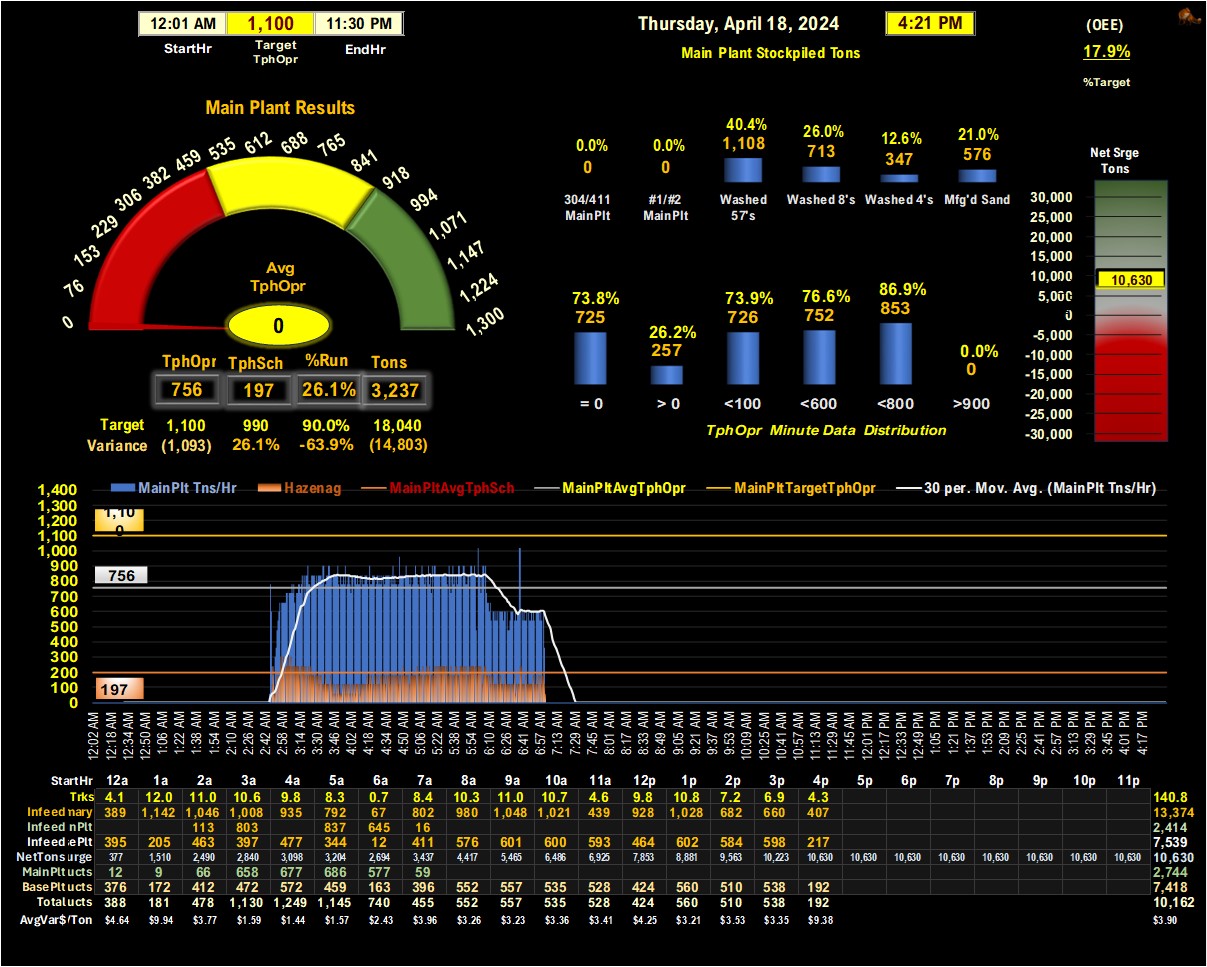 12:01 AM 1,100 11:30 PM
StartHr Target TphOpr EndHr
Thursday, April 18, 2024 4:21 PM
Main Plant Stockpiled Tons
(OEE)
17.9%
%Target
Main Plant Results
0 76 153 229 306 382 459 535 612 688 765 841 918 994 1,071 1,147 1,224 1,300
Avg
TphOpr
0
TphOpr TphSch %Run Tons
756 197 26.1% 3,237
Target 1,100 990 90.0% 18,040
Variance (1,093) 26.1% -63.9% (14,803)
0.0% 0.0% 40.4% 26.0% 12.6% 21.0%
0 0 1,108 713 347 576
304/411 #1/#2 Washed Washed 8's Washed 4's Mfg'd Sand
MainPlt MainPlt 57's
73.8% 26.2% 73.9% 76.6% 86.9% 0.0%
725 257 726 752 853 0
= 0 > 0 <100 <600 <800 >900
TphOpr Minute Data Distribution
Net Srge
Tons
30,000
25,000
20,000
15,000
10,000
10,630
5,000
0
-5,000
-10,000
-15,000
-20,000
-25,000
-30,000
MainPlt Tns/Hr Hazenag MainPltAvgTphSch MainPltAvgTphOpr MainPltTargetTphOpr 30 per. Mov. Avg. (MainPlt Tns/Hr)
1,400
1,300
1,200
1,100
1,000
900
800
700
600
500
400
300
200
100
0
1,10
0
756
197
12:02 AM 12:18 AM 12:34 AM 12:50 AM 1:06 AM 1:22 AM 1:38 AM 1:54 AM 2:10 AM 2:26 AM 2:42 AM 2:58 AM 3:14 AM 3:30 AM 3:46 AM 4:02 AM 4:18 AM 4:34 AM 4:50 AM 5:06 AM 5:22 AM 5:38 AM 5:54 AM 6:10 AM 6:25 AM 6:41 AM 6:57 AM 7:13 AM 7:29 AM 7:45 AM 8:01 AM 8:17 AM 8:33 AM 8:49 AM 9:05 AM 9:21 AM 9:37 AM 9:53 AM 10:09 AM 10:25 AM 10:41 AM 10:57 AM 11:13 AM 11:29 AM 11:45 AM 12:01 PM 12:17 PM 12:33 PM 12:49 PM 1:05 PM 1:21 PM 1:37 PM 1:53 PM 2:09 PM 2:25 PM 2:41 PM 2:57 PM 3:13 PM 3:29 PM 3:45 PM 4:01 PM 4:17 PM
StartHr 12a 1a 2a 3a 4a 5a 6a 7a 8a 9a 10a 11a 12p 1p 2p 3p 4p 5p 6p 7p 8p 9p 10p 11p
Trks 4.1 12.0 11.0 10.6 9.8 8.3 0.7 8.4 10.3 11.0 10.7 4.6 9.8 10.8 7.2 6.9 4.3 140.8
Infeed mary 389 1,142 1,046 1,008 935 792 67 802 980 1,048 1,021 439 928 1,028 682 660 407 13,374
Infeed nPlt 113 803 837 645 16 2,414
Infeed ePlt 395 205 463 397 477 344 12 411 576 601 600 593 464 602 584 598 217 7,539
NetTons urge 377 1,510 2,490 2,840 3,098 3,204 2,694 3,437 4,417 5,465 6,486 6,925 7,853 8,881 9,563 10,223 10,630 10,630 10,630 10,630 10,630 10,630 10,630 10,630 10,630
MainPlt ucts 12 9 66 658 677 686 577 59 2,744
BasePlt ucts 376 172 412 472 572 459 163 396 552 557 535 528 424 560 510 538 192 7,418
Total ucts 388 181 478 1,130 1,249 1,145 740 455 552 557 535 528 424 560 510 538 192 10,162
AvgVar$/Ton $4.64 $9.94 $3.77 $1.59 $1.44 $1.57 $2.43 $3.96 $3.26 $3.23 $3.36 $3.41 $4.25 $3.21 $3.53 $3.35 $9.38 $3.90